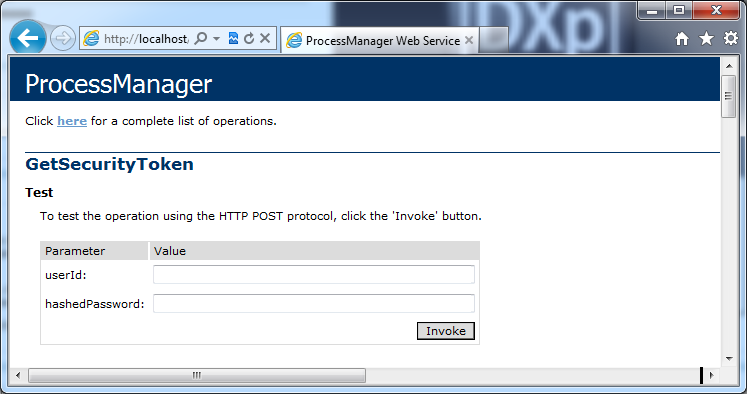 |DXp|
http://localhost/
ProcessManager Web Service
ProcessManager
Click here for a complete list of operations.
GetSecurityToken
Test
To test the operation using the HTTP POST protocol, click the 'Invoke' button.
Parameter Value
userId:
hashedPassword:
Invoke